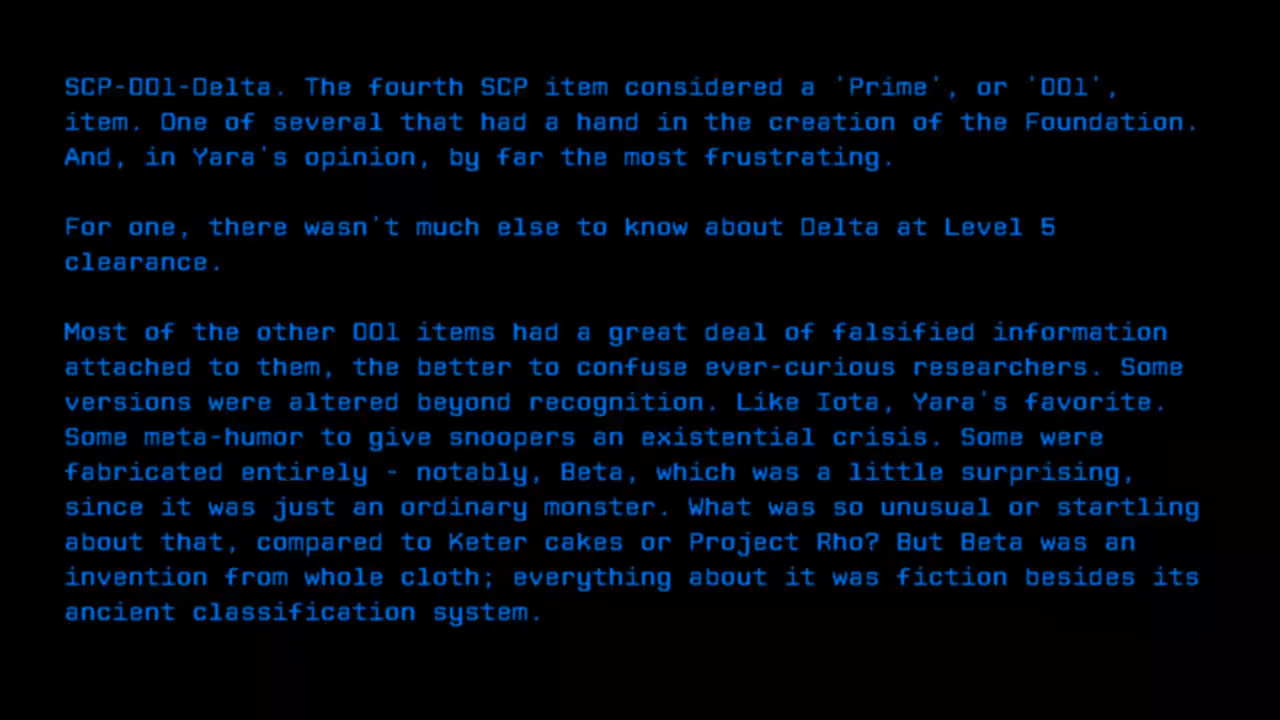 SCP-001-Delta. The fourth SCP item considered a 'Prime', or '001',
item. One of several that had a hand in the creation of the Foundation.
And, in Yara's opinion, by far the most frustrating.
For one, there wasn't much else to know about Delta at Level 5
clearance.
Most of the other 001 items had a great deal of falsified information
attached to them, the better to confuse ever-curious researchers. Some
versions were altered beyond recognition. Like Iota, Yara's favorite.
Some meta-humor to give snoopers an existential crisis. Some were
fabricated entirely - notably, Beta, which was a little surprising,
since it was just an ordinary monster. What was so unusual or startling
about that, compared to Keter cakes or Project Rho? But Beta was an
invention from whole cloth; everything about it was fiction besides its
ancient classification system.